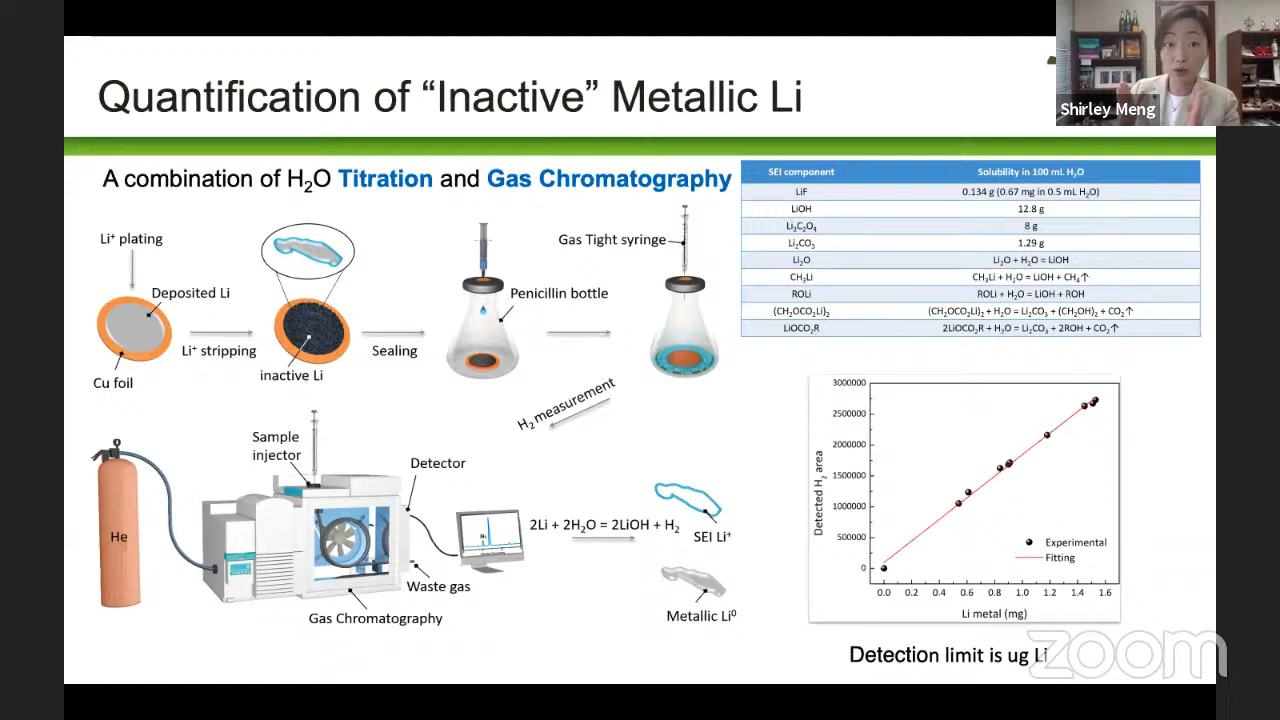 Quantification of “Inactive” Metallic Li
Shirley Meng
A combination of H₂O Titration and Gas Chromatography
Li⁺ plating
Deposited Li
Cu foil
Li⁺ stripping
inactive Li
Sealing
Penicillin bottle
Gas Tight syringe
H₂ measurement
He
Sample
injector
Detector
H₂
Waste gas
Gas Chromatography
2Li + 2H₂O = 2LiOH + H₂
SEI Li⁺
Metallic Li⁰
SEI component Solubility in 100 mL H₂O
LiF 0.134 g (0.67 mg in 0.5 mL H₂O)
LiOH 12.8 g
Li₂C₂O₄ 8 g
Li₂CO₃ 1.29 g
Li₂O Li₂O + H₂O = LiOH
CH₃Li CH₃Li + H₂O = LiOH + CH₄↑
ROLi ROLi + H₂O = LiOH + ROH
(CH₂OCO₂Li)₂ (CH₂OCO₂Li)₂ + H₂O = Li₂CO₃ + (CH₂OH)₂ + CO₂↑
LiOCO₂R 2LiOCO₂R + H₂O = Li₂CO₃ + 2ROH + CO₂↑
Detected H₂ area
3000000
2500000
2000000
1500000
1000000
500000
0
Experimental
Fitting
0.0 0.2 0.4 0.6 0.8 1.0 1.2 1.4 1.6
Li metal (mg)
Detection limit is ug Li
zoom